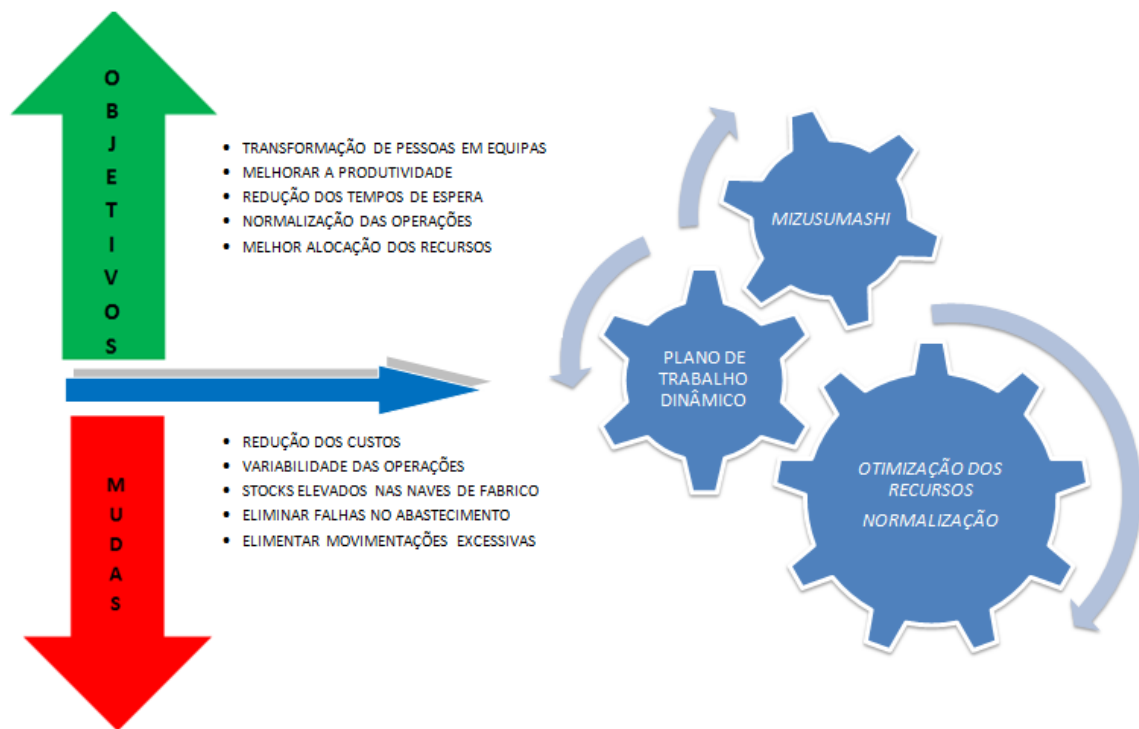 OBJETIVOS
• TRANSFORMAÇÃO DE PESSOAS EM EQUIPAS
• MELHORAR A PRODUTIVIDADE
• REDUÇÃO DOS TEMPOS DE ESPERA
• NORMALIZAÇÃO DAS OPERAÇÕES
• MELHOR ALOCAÇÃO DOS RECURSOS
MUDAS
• REDUÇÃO DOS CUSTOS
• VARIABILIDADE DAS OPERAÇÕES
• STOCKS ELEVADOS NAS NAVES DE FABRICO
• ELIMINAR FALHAS NO ABASTECIMENTO
• ELIMENTAR MOVIMENTAÇÕES EXCESSIVAS
MIZUSUMASHI
PLANO DE
TRABALHO
DINÂMICO
OTIMIZAÇÃO DOS
RECURSOS
NORMALIZAÇÃO